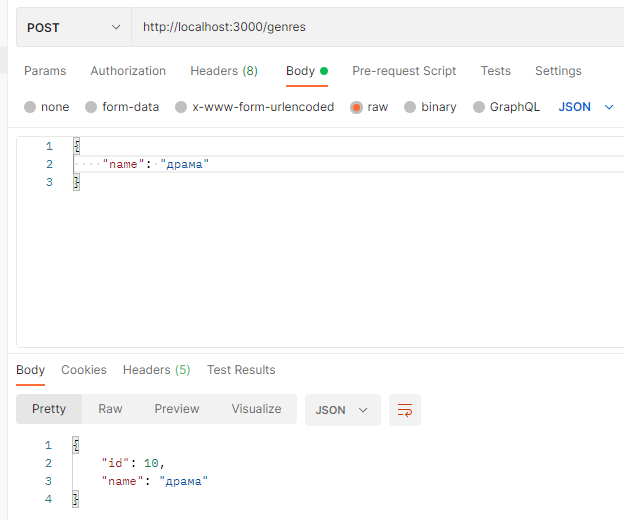 POST http://localhost:3000/genres
Params Authorization Headers (8) Body Pre-request Script Tests Settings
none form-data x-www-form-urlencoded raw binary GraphQL JSON
1 {
2 "name": "драма"
3 }
Body Cookies Headers (5) Test Results
Pretty Raw Preview Visualize JSON
1 {
2 "id": 10,
3 "name": "драма"
4 }